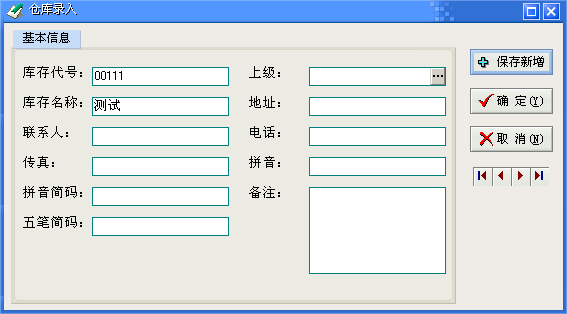 仓库录入
基本信息
库存代号： 00111 上级： ...
库存名称： 测试 地址：
联系人： 电话：
传真： 拼音：
拼音简码： 备注：
五笔简码：
保存新增
确 定(Y)
取 消(N)